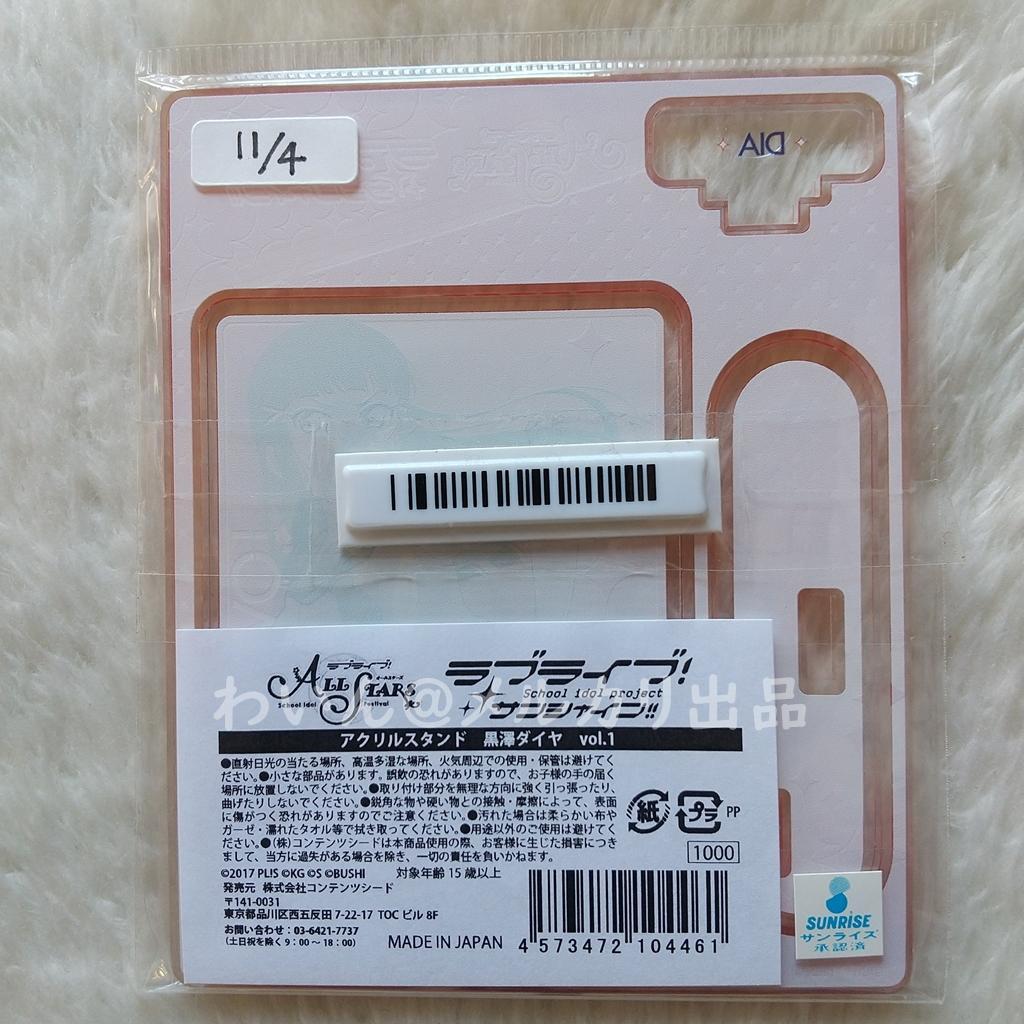 11/4
DIA
ラブライブ!
オールスターズ
ALL STARS
School idol Festival
ラブライブ!
School idol project
サンシャイン!!
わいん@メルカリ出品
アクリルスタンド 黒澤ダイヤ vol.1
●直射日光の当たる場所、高温多湿な場所、火気周辺での使用・保管は避けてく
ださい。●小さな部品があります。誤飲の恐れがありますので、お子様の手の届く
場所に放置しないでください。●取り付け部分を無理な方向に強く引っ張ったり、
曲げたりしないでください。●鋭角な物や硬い物との接触・摩擦によって、表面
に傷がつく恐れがありますのでご注意ください。●汚れた場合は柔らかい布や
ガーゼ・濡れたタオル等で拭き取ってください。●用途以外のご使用は避けてく
ださい。●(株)コンテンツシードは本商品使用の際、お客様に生じた損害につき
まして、当方に過失がある場合を除き、一切の責任を負いかねます。
紙
プラ
PP
1000
©2017 PL!S ©KG ©S ©BUSHI 対象年齢 15 歳以上
発売元 株式会社コンテンツシード
〒141-0031
東京都品川区西五反田 7-22-17 TOC ビル 8F
お問い合わせ：03-6421-7737
(土日祝を除く 9：00 ～ 18：00)
MADE IN JAPAN
4 573472 104461
SUNRISE
サンライズ
承認済